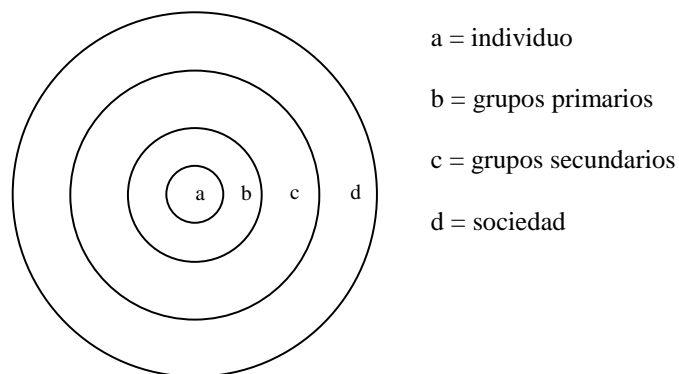 a = individuo
b = grupos primarios
a b c d
c = grupos secundarios
d = sociedad